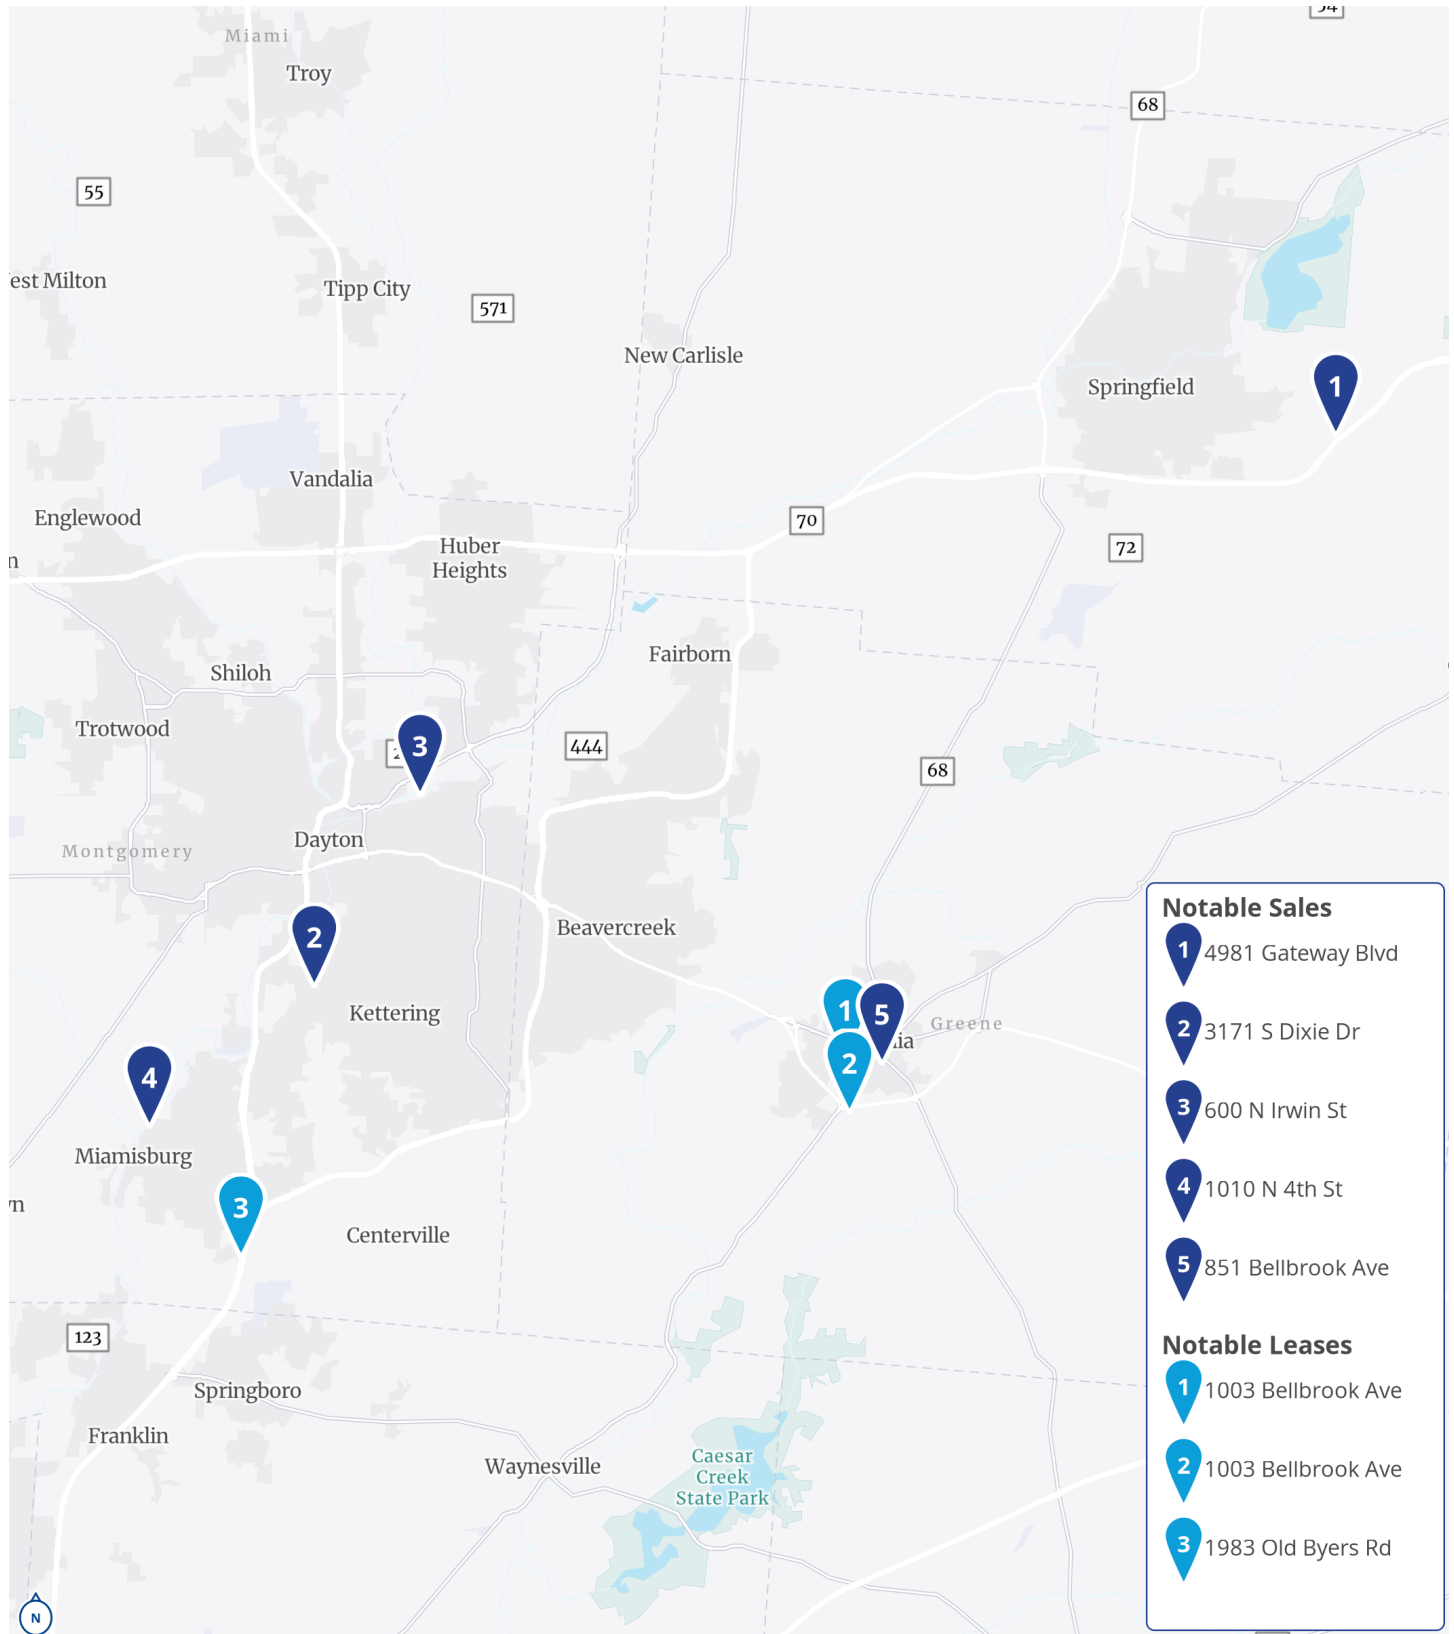 54
Miami
Troy
68
55
est Milton
Tipp City
571
New Carlisle
Springfield
1
Vandalia
Englewood
70
Huber
Heights
72
n
Fairborn
Shiloh
Trotwood
3
444
68
Dayton
Montgomery
2
Beavercreek
Kettering
1
5
Greene
nia
2
4
Miamisburg
3
Centerville
123
Springboro
Franklin
Waynesville
Caesar
Creek
State Park
N
Notable Sales
1 4981 Gateway Blvd
2 3171 S Dixie Dr
3 600 N Irwin St
4 1010 N 4th St
5 851 Bellbrook Ave
Notable Leases
1 1003 Bellbrook Ave
2 1003 Bellbrook Ave
3 1983 Old Byers Rd